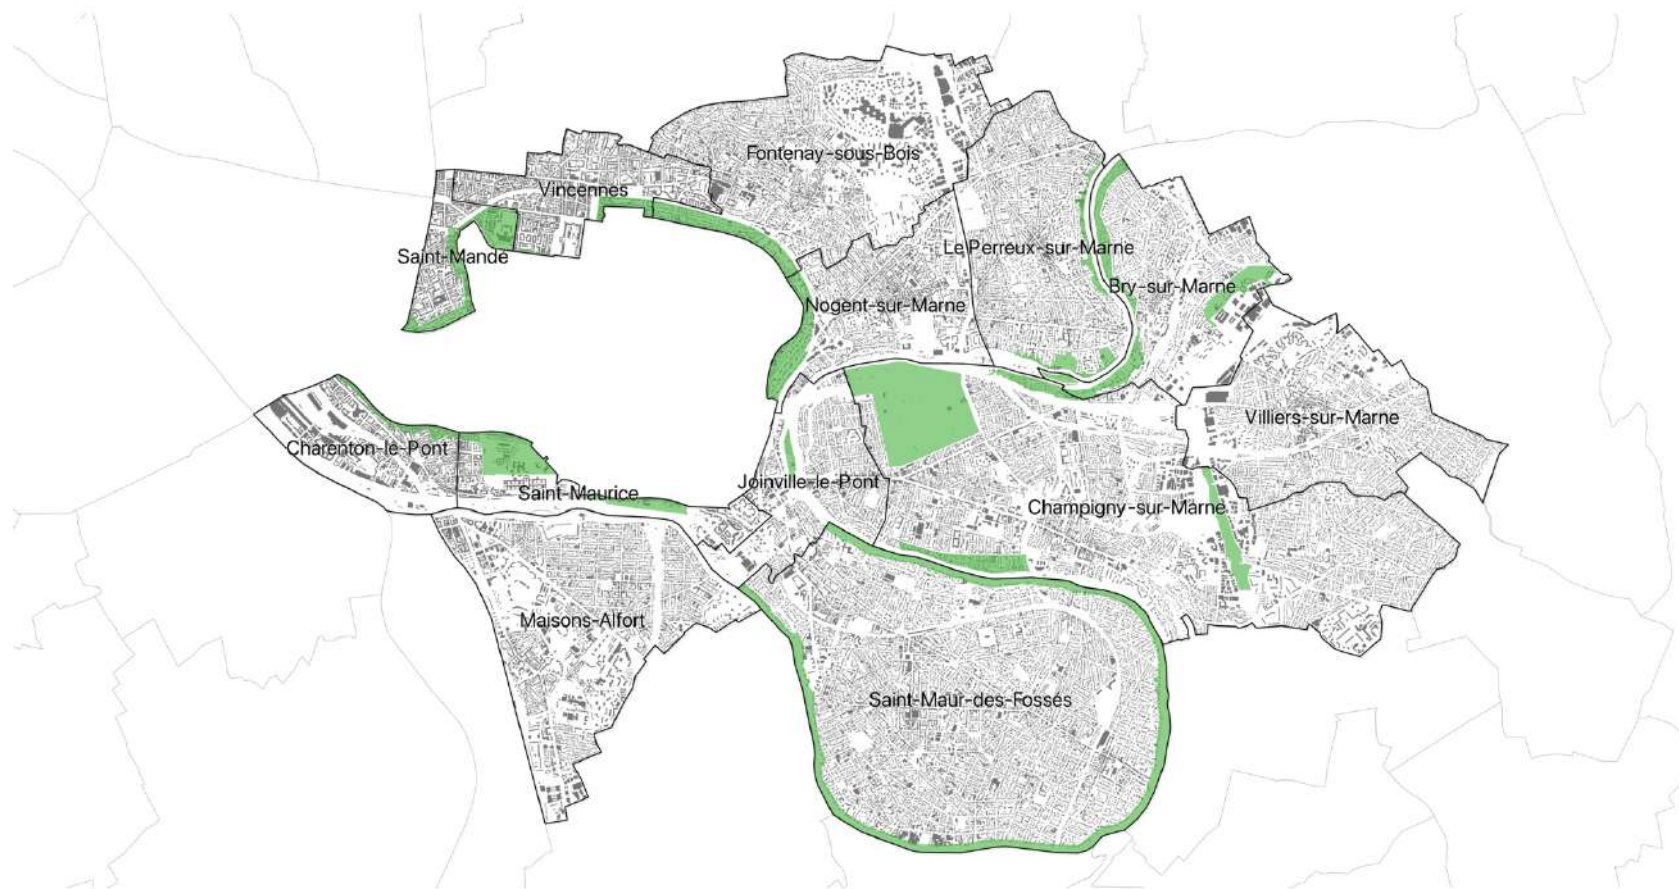 Fontenay-sous-Bois
Vincennes
Le Perreux-sur-Marne
Saint-Mande
Bry-sur-Marne
Nogent-sur-Marne
Villiers-sur-Marne
Charenton-le-Pont
Joinville-le-Pont
Saint-Maurice
Champigny-sur-Marne
Maisons-Alfort
Saint-Maur-des-Fossés